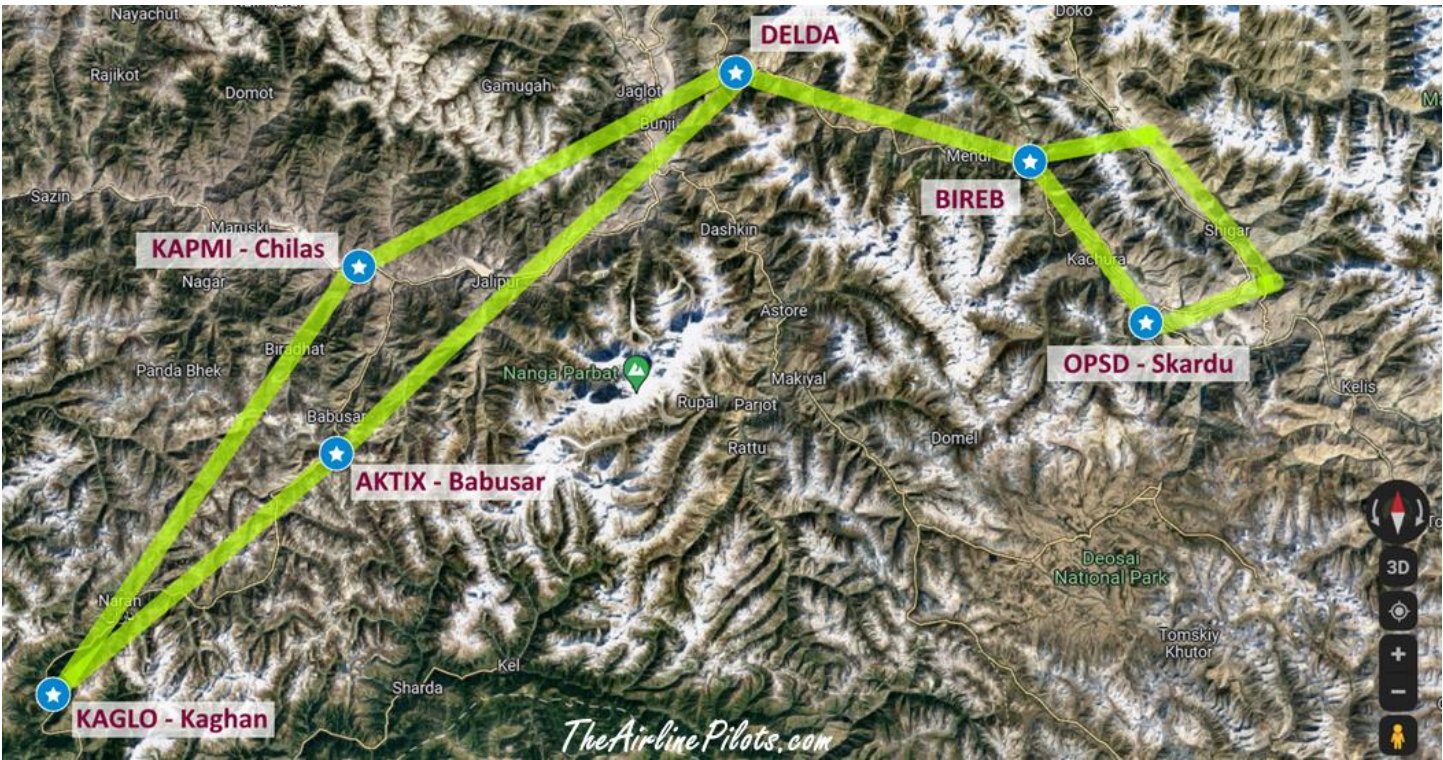 Nayachut
Doko
DELDA
Rajikot
Domot
Gamugah
Jaglot
Bunji
Mendi
BIREB
Sazin
Maruski
KAPMI - Chilas
Nagar
Jalipur
Dashkin
Shigar
Kachura
Astore
OPSD - Skardu
Biradhat
Panda Bhek
Nanga Parbat
Makiyal
Rupal
Parjot
Kelis
Babusar
AKTIX - Babusar
Rattu
Domel
3D
Deosai
National Park
Naran
Tomskiy
Khutor
Kel
Sharda
KAGLO - Kaghan
TheAirlinePilots.com